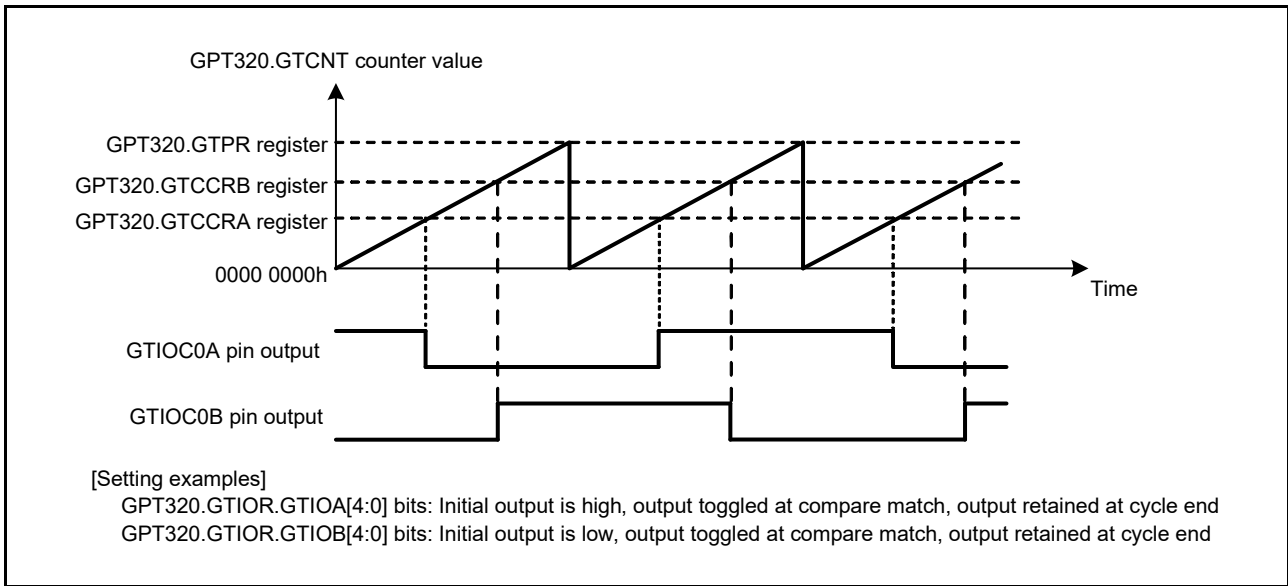 GPT320.GTCNT counter value
GPT320.GTPR register
GPT320.GTCCRB register
GPT320.GTCCRA register
0000 0000h
Time
GTIOC0A pin output
GTIOC0B pin output
[Setting examples]
GPT320.GTIOR.GTIOA[4:0] bits: Initial output is high, output toggled at compare match, output retained at cycle end
GPT320.GTIOR.GTIOB[4:0] bits: Initial output is low, output toggled at compare match, output retained at cycle end